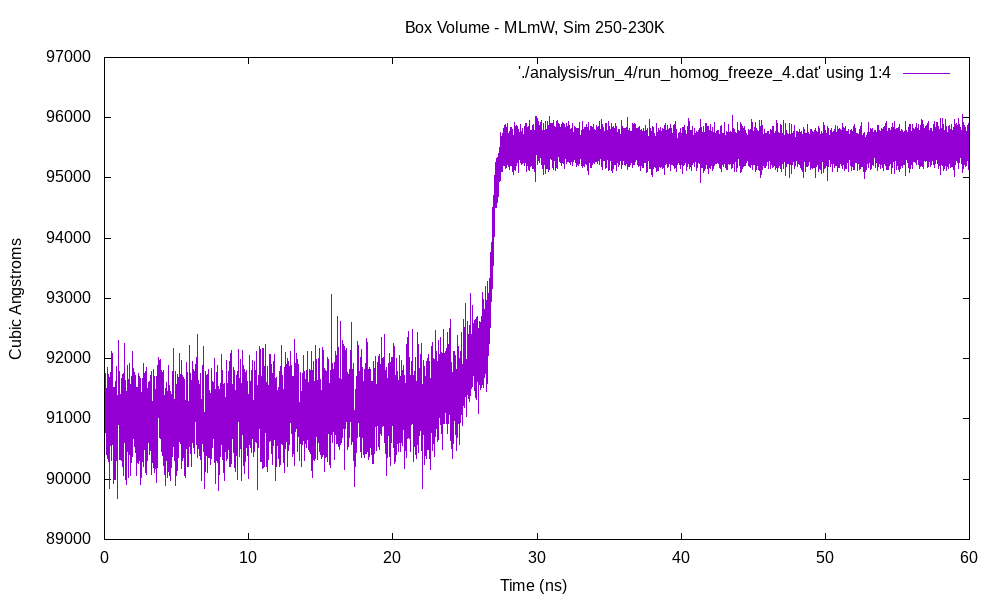 Box Volume - MLmW, Sim 250-230K
'./analysis/run_4/run_homog_freeze_4.dat' using 1:4
97000
96000
95000
94000
93000
92000
91000
90000
89000
Cubic Angstroms
0 10 20 30 40 50 60
Time (ns)